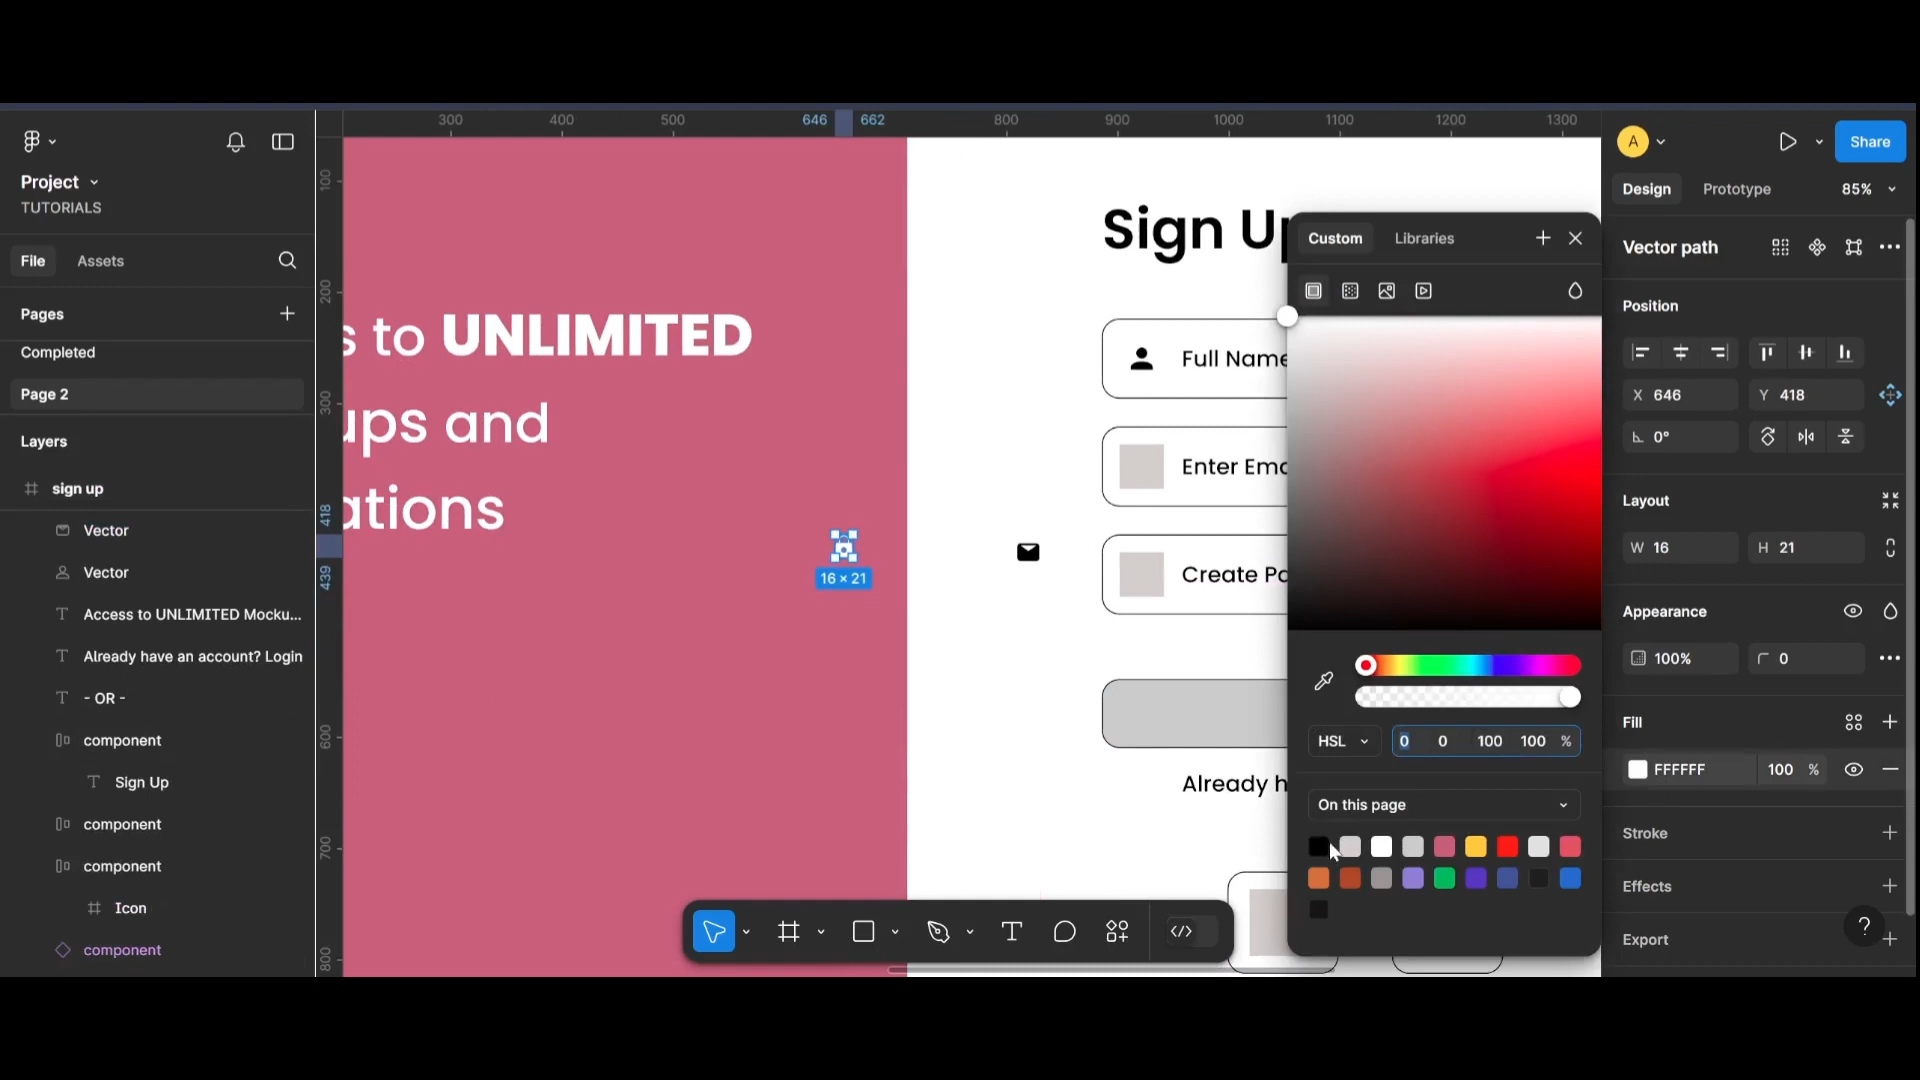 Project
TUTORIALS
File
Assets
Pages
Completed
Page 2
Layers
sign up
Vector
Vector
Access to UNLIMITED Mocku...
Already have an account? Login
- OR -
component
Sign Up
component
component
Icon
component
300
400
500
646
662
800
900
1000
1100
1200
1300
100
200
300
418
439
600
700
800
s to UNLIMITED
ups and
ations
16 × 21
Sign Up
Full Name
Enter Ema
Create Pa
Already h
Custom
Libraries
HSL
0
0
100
100
%
On this page
A
Share
Design
Prototype
85%
Vector path
Position
X 646
Y 418
0°
Layout
W 16
H 21
Appearance
100%
0
Fill
FFFFFF
100
%
Stroke
Effects
Export
?